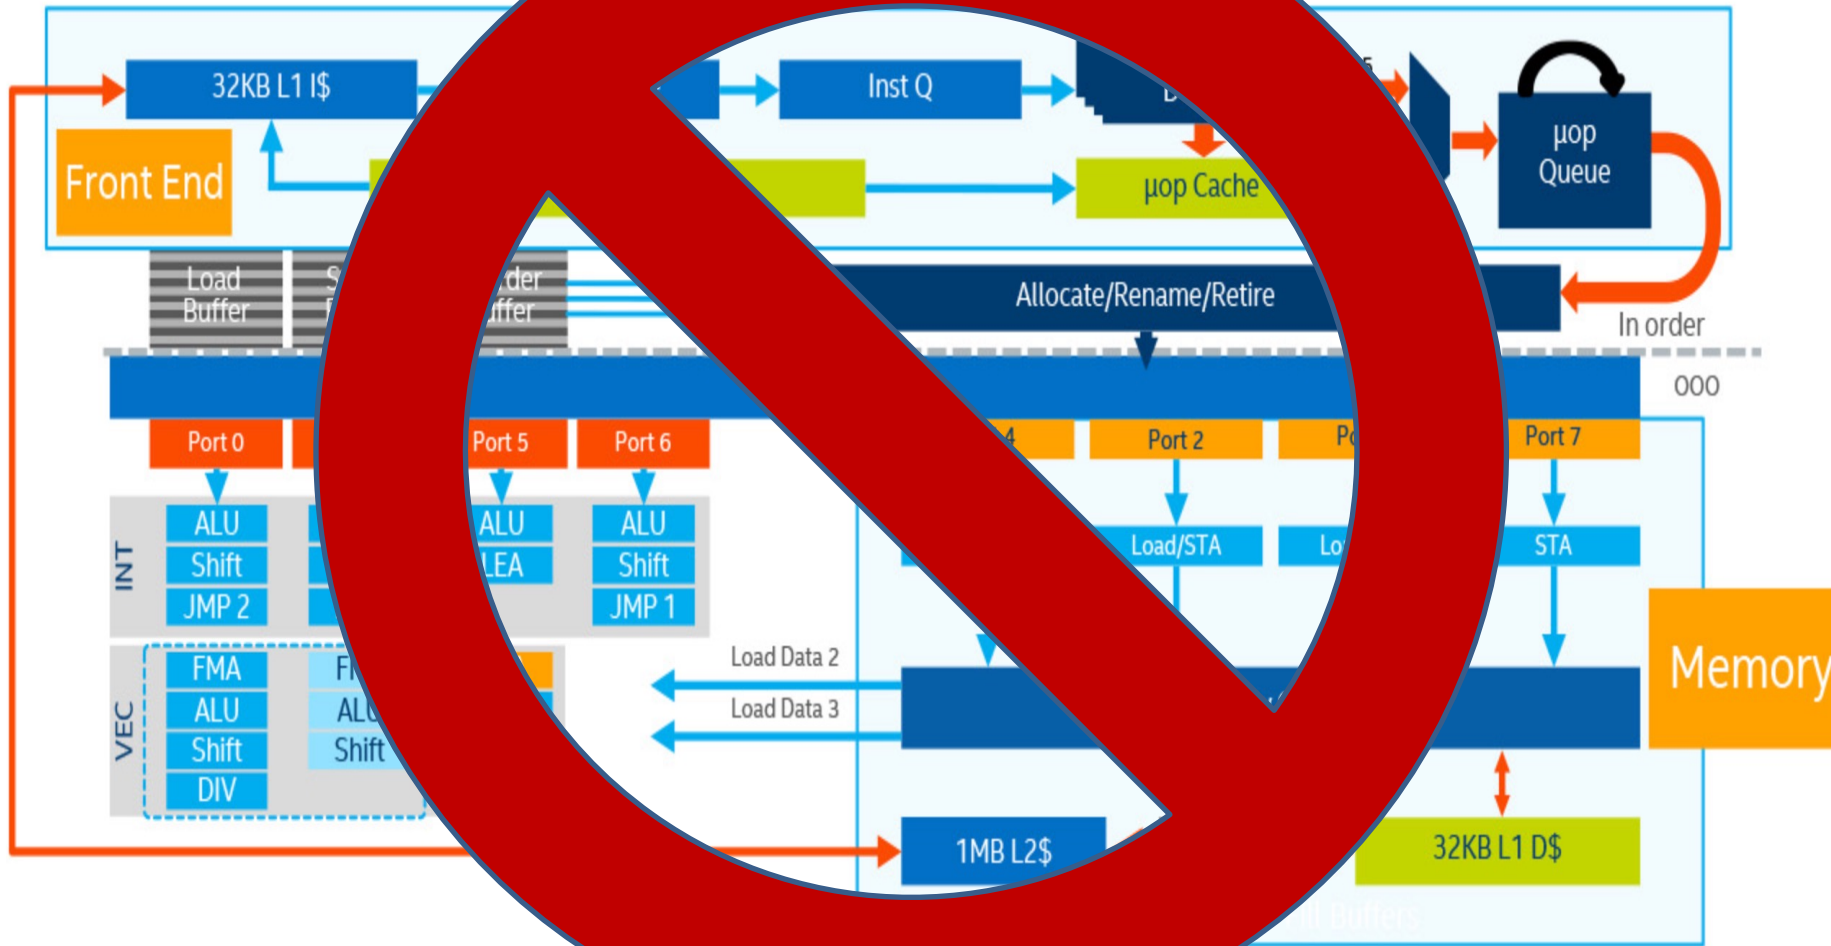 32KB L1 I$
Inst Q
μop
Queue
Front End
μop Cache
Load
Buffer
Allocate/Rename/Retire
In order
OOO
Port 0
Port 5
Port 6
Port 2
Port 7
INT
ALU
ALU
ALU
Shift
LEA
Shift
JMP 2
JMP 1
Load/STA
STA
VEC
FMA
ALU
Shift
Shift
DIV
Load Data 2
Load Data 3
Memory
1MB L2$
32KB L1 D$
Buffers